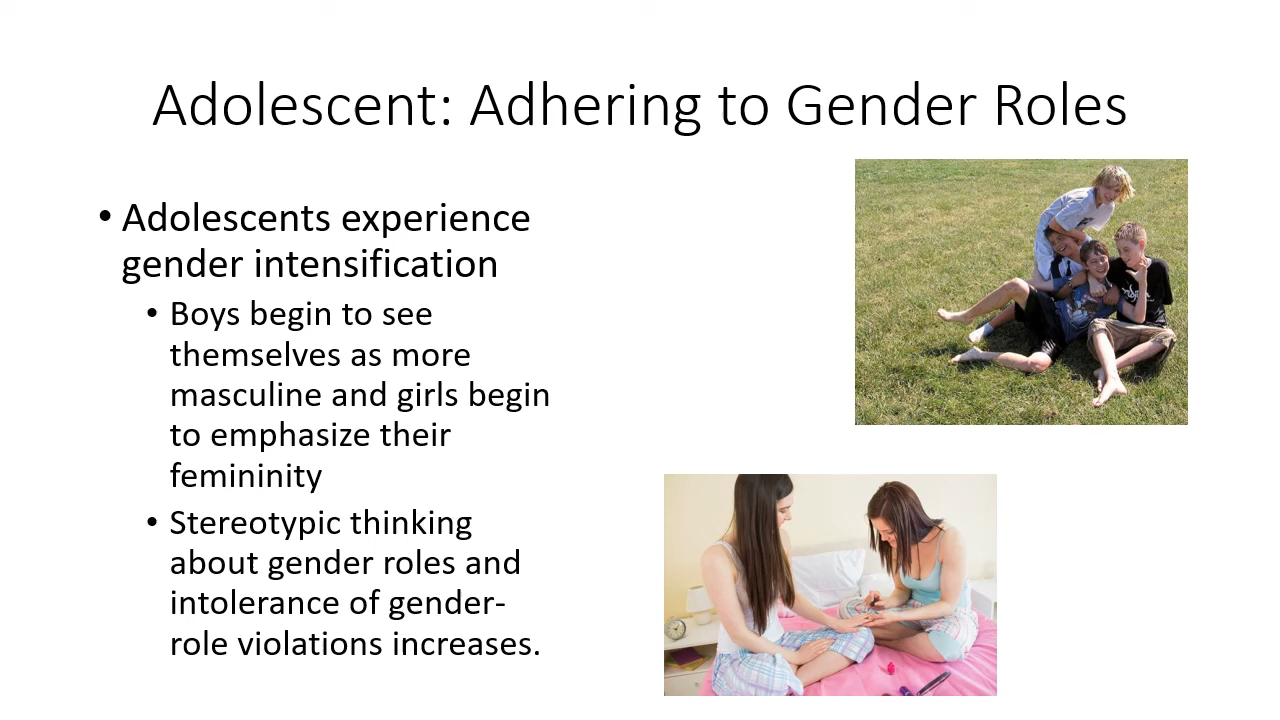 Adolescent: Adhering to Gender Roles
• Adolescents experience
gender intensification
• Boys begin to see
themselves as more
masculine and girls begin
to emphasize their
femininity
• Stereotypic thinking
about gender roles and
intolerance of gender-
role violations increases.